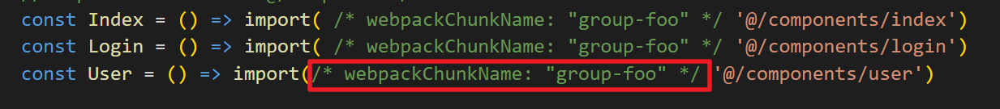 const Index = () => import( /* webpackChunkName: "group-foo" */ '@/components/index')
const Login = () => import( /* webpackChunkName: "group-foo" */ '@/components/login')
const User = () => import(/* webpackChunkName: "group-foo" */ '@/components/user')